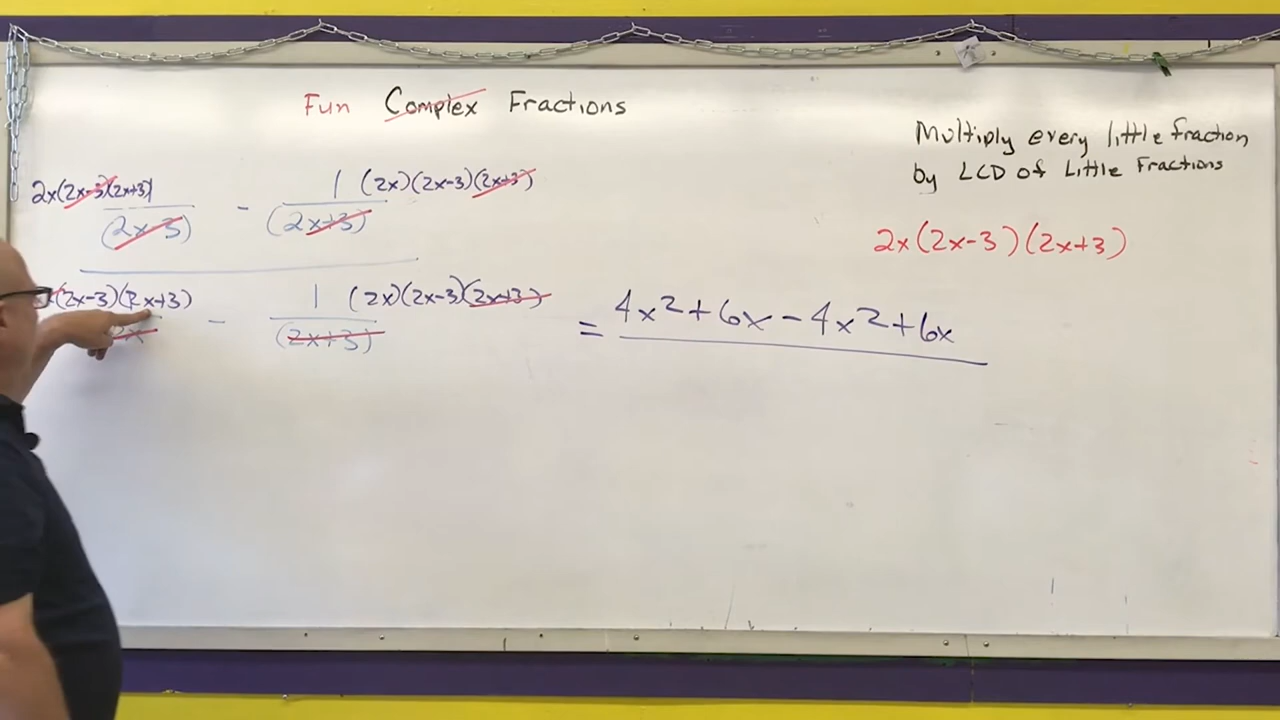 Fun Complex Fractions
Multiply every little fraction
by LCD of Little Fractions
2x(2x-3)(2x+3)
2x(2x-3)(2x+3) - 1 (2x)(2x-3)(2x+3)
(2x-3) (2x+3)
(2x-3)(2x+3) - 1 (2x)(2x-3)(2x+3)
2x (2x+3)
= 4x²+6x-4x²+6x